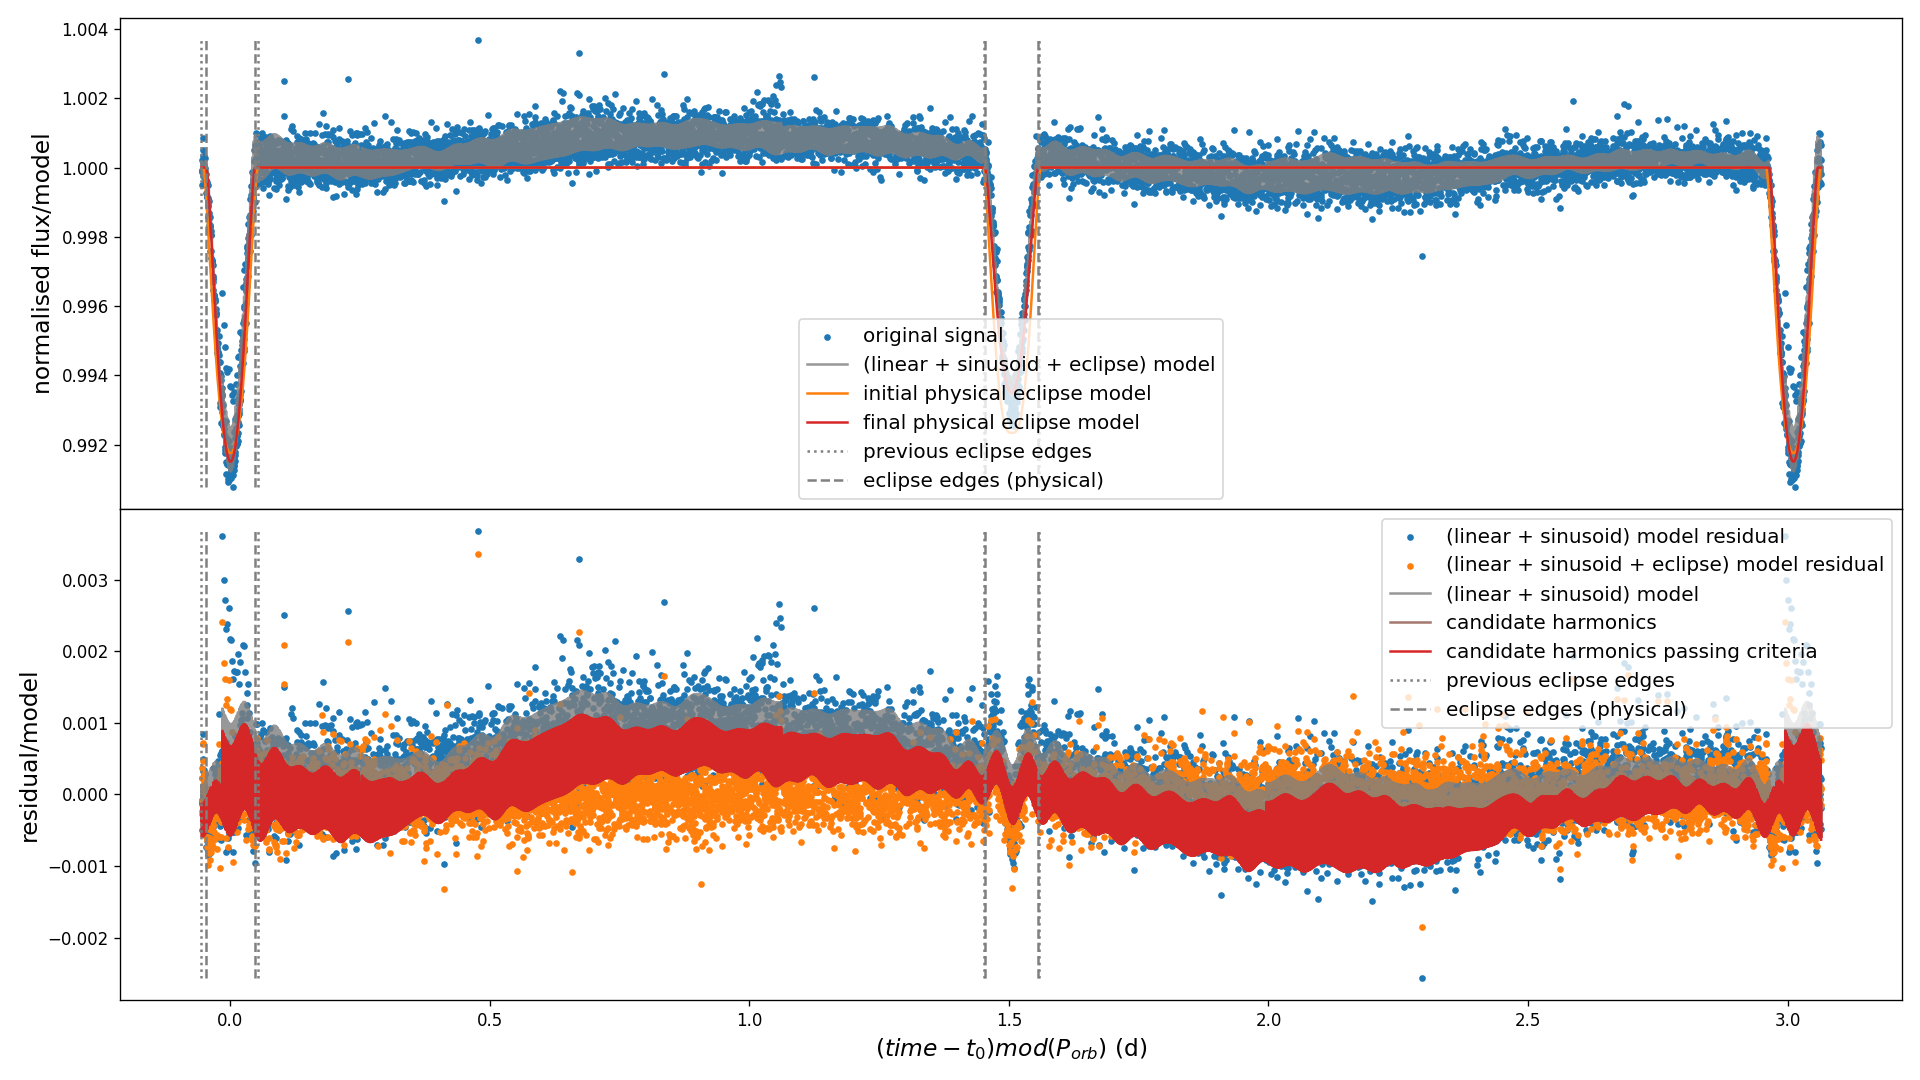 1.004
1.002
1.000
0.998
0.996
0.994
0.992
normalised flux/model
original signal
(linear + sinusoid + eclipse) model
initial physical eclipse model
final physical eclipse model
previous eclipse edges
eclipse edges (physical)
0.003
0.002
0.001
0.000
−0.001
−0.002
residual/model
(linear + sinusoid) model residual
(linear + sinusoid + eclipse) model residual
(linear + sinusoid) model
candidate harmonics
candidate harmonics passing criteria
previous eclipse edges
eclipse edges (physical)
0.0 0.5 1.0 1.5 2.0 2.5 3.0
(time − t₀)mod(Pₒᵣb) (d)